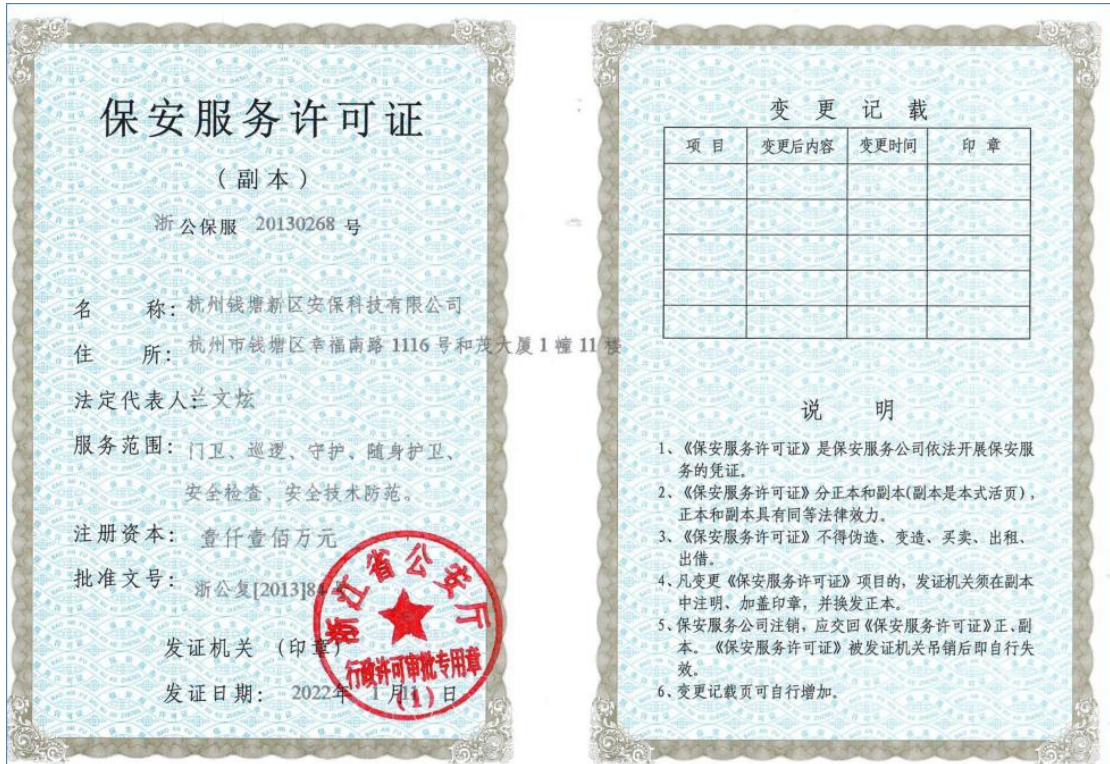 保安服务许可证
（副本）
浙公保服 20130268 号
名 称：杭州钱塘新区安保科技有限公司
住 所：杭州市钱塘区幸福南路 1116 号和茂大厦 1 幢 11 楼
法定代表人：兰文炫
服务范围：门卫、巡逻、守护、随身护卫、
安全检查、安全技术防范。
注册资本：壹仟壹佰万元
批准文号：浙公复[2013]84号
发证机关 （印章）
发证日期：2022年 1月11 日
浙江省公安厅
行政许可审批专用章
(1)
变更记载
项目 变更后内容 变更时间 印章
说 明
1、《保安服务许可证》是保安服务公司依法开展保安服
务的凭证。
2、《保安服务许可证》分正本和副本(副本是本式活页)，
正本和副本具有同等法律效力。
3、《保安服务许可证》不得伪造、变造、买卖、出租、
出借。
4、凡变更《保安服务许可证》项目的，发证机关须在副本
中注明、加盖印章，并换发正本。
5、保安服务公司注销，应交回《保安服务许可证》正、副
本。《保安服务许可证》被发证机关吊销后即自行失
效。
6、变更记载页可自行增加。